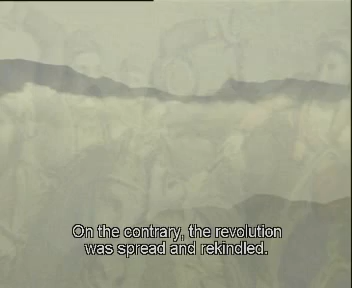 On the contrary, the revolution
was spread and rekindled.